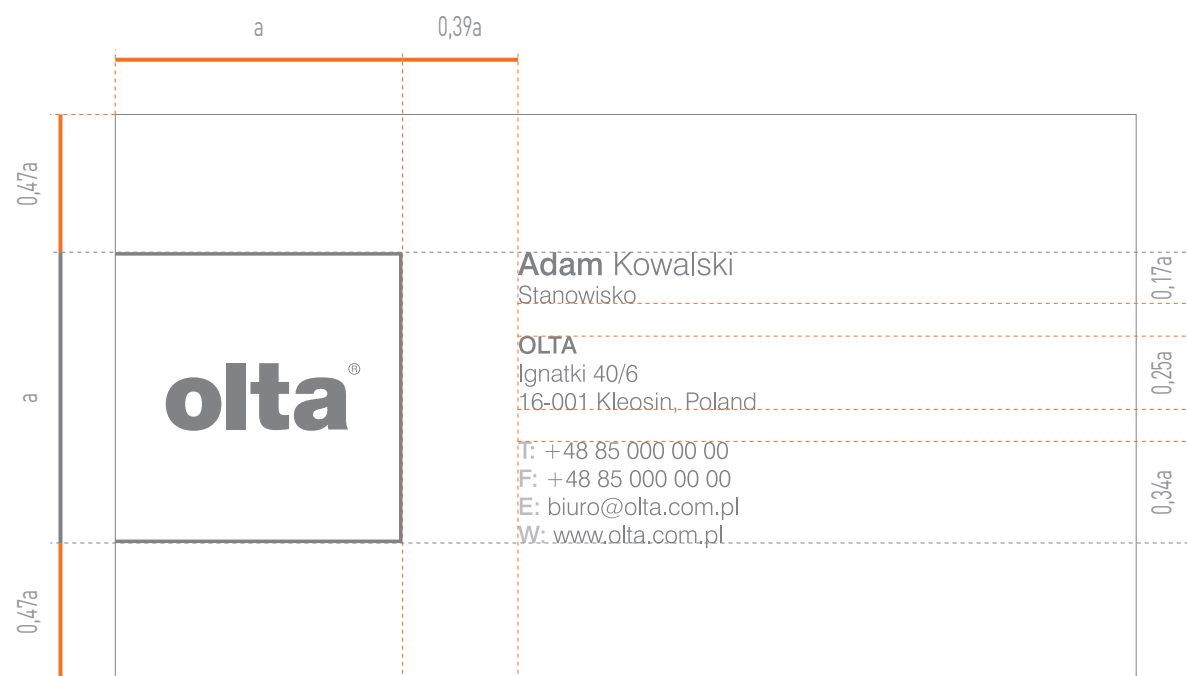 a 0,39a
0,47a
a
0,47a
olta®
Adam Kowalski
Stanowisko
OLTA
Ignatki 40/6
16-001 Kleosin, Poland
T: +48 85 000 00 00
F: +48 85 000 00 00
E: biuro@olta.com.pl
W: www.olta.com.pl
0,17a
0,25a
0,34a